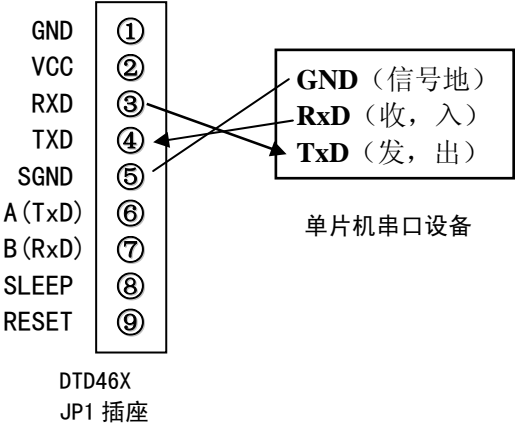 GND ①
VCC ②
RXD ③
TXD ④
SGND ⑤
A(TxD) ⑥
B(RxD) ⑦
SLEEP ⑧
RESET ⑨
DTD46X
JP1 插座
GND（信号地）
RxD（收，入）
TxD（发，出）
单片机串口设备